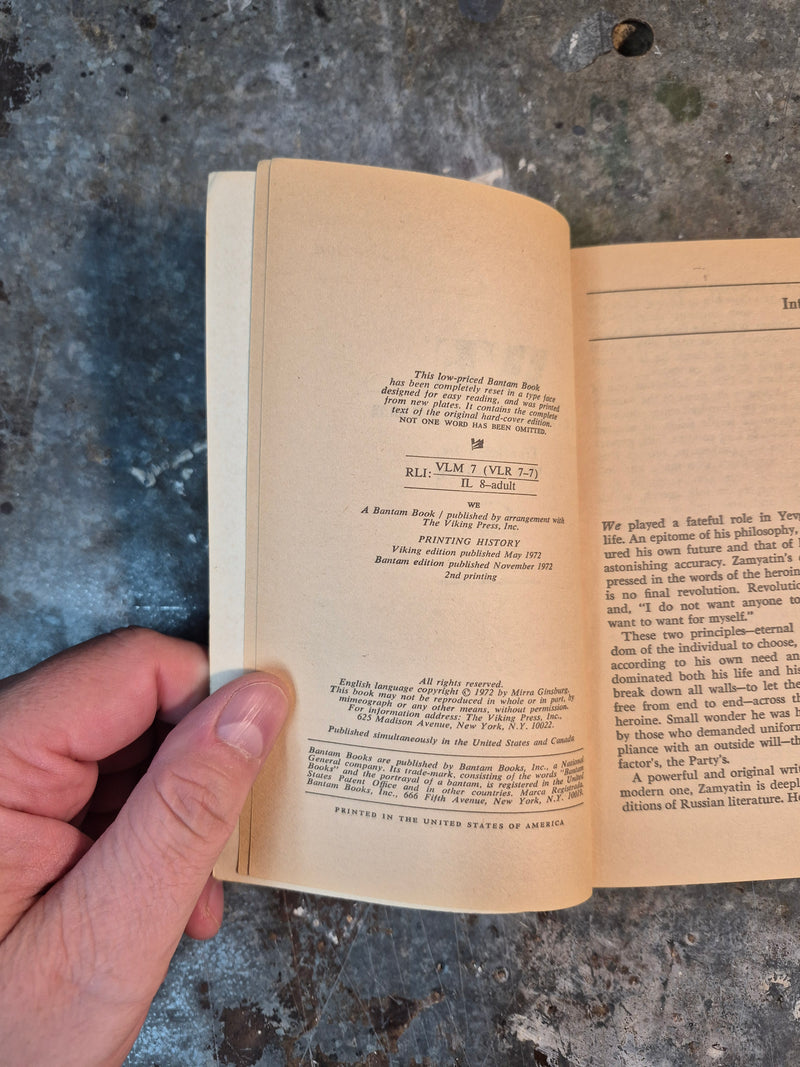 This low-priced Bantam Book
has been completely reset in a type face
designed for easy reading, and was printed
from new plates. It contains the complete
text of the original hard-cover edition.
NOT ONE WORD HAS BEEN OMITTED.
RLI: VLM 7 (VLR 7–7)
IL 8–adult
WE
A Bantam Book / published by arrangement with
The Viking Press, Inc.
PRINTING HISTORY
Viking edition published May 1972
Bantam edition published November 1972
2nd printing
All rights reserved.
English language copyright © 1972 by Mirra Ginsburg.
This book may not be reproduced in whole or in part, by
mimeograph or any other means, without permission.
For information address: The Viking Press, Inc.,
625 Madison Avenue, New York, N.Y. 10022.
Published simultaneously in the United States and Canada
Bantam Books are published by Bantam Books, Inc., a National
General company. Its trade-mark, consisting of the words "Bantam
Books" and the portrayal of a bantam, is registered in the United
States Patent Office and in other countries. Marca Registrada.
Bantam Books, Inc., 666 Fifth Avenue, New York, N.Y. 10019.
PRINTED IN THE UNITED STATES OF AMERICA
Int
We played a fateful role in Yev
life. An epitome of his philosophy,
ured his own future and that of
astonishing accuracy. Zamyatin's
pressed in the words of the heroin
is no final revolution. Revolutio
and, "I do not want anyone to
want to want for myself."
These two principles—eternal
dom of the individual to choose,
according to his own need an
dominated both his life and his
break down all walls—to let the
free from end to end—across th
heroine. Small wonder he was h
by those who demanded uniform
pliance with an outside will—th
factor's, the Party's.
A powerful and original writ
modern one, Zamyatin is deepl
ditions of Russian literature. He